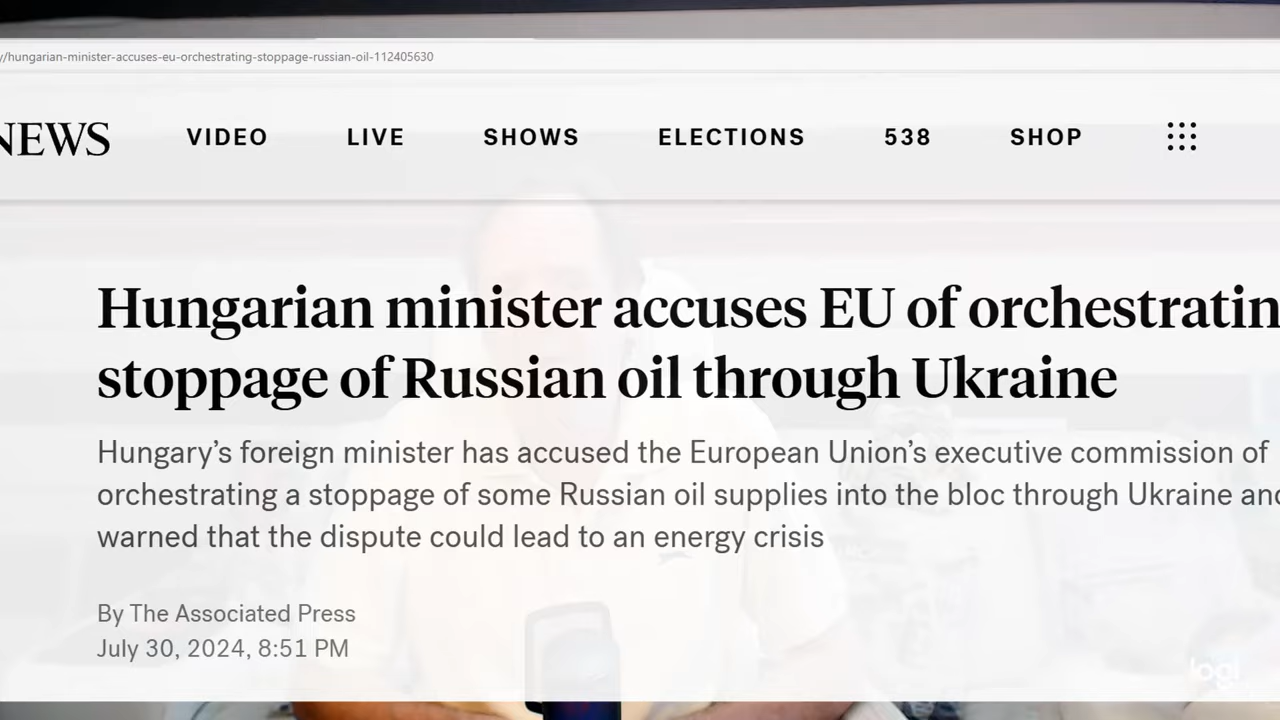 /hungarian-minister-accuses-eu-orchestrating-stoppage-russian-oil-112405630
NEWS VIDEO LIVE SHOWS ELECTIONS 538 SHOP
Hungarian minister accuses EU of orchestratin
stoppage of Russian oil through Ukraine
Hungary’s foreign minister has accused the European Union’s executive commission of
orchestrating a stoppage of some Russian oil supplies into the bloc through Ukraine and
warned that the dispute could lead to an energy crisis
By The Associated Press
July 30, 2024, 8:51 PM
logi